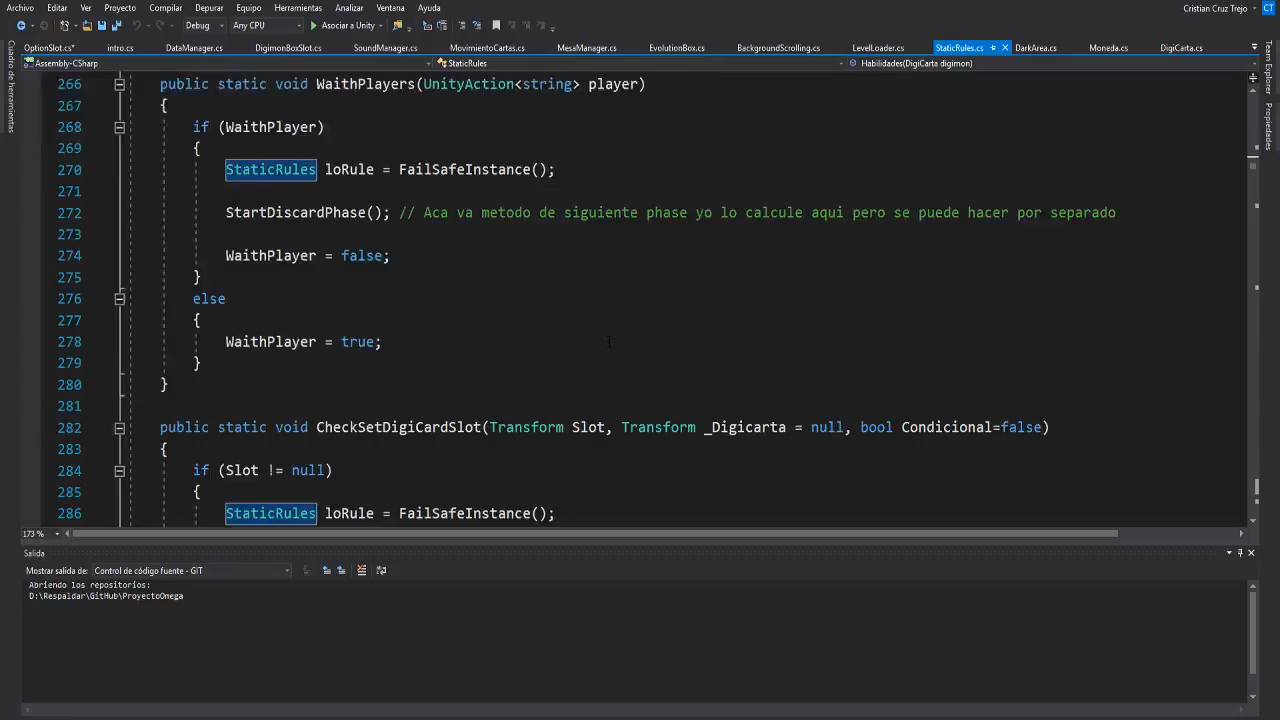 Archivo Editar Ver Proyecto Compilar Depurar Equipo Herramientas Analizar Ventana Ayuda Cristian Cruz Trejo CT
Debug Any CPU Asociar a Unity
OptionSlot.cs* intro.cs DataManager.cs DigimonBoxSlot.cs SoundManager.cs MovimientoCartas.cs MesaManager.cs EvolutionBox.cs BackgroundScrolling.cs LevelLoader.cs StaticRules.cs DarkArea.cs Moneda.cs DigiCarta.cs
Assembly-CSharp StaticRules Habilidades(DigiCarta digimon)
Cuadro de herramientas
Team Explorer
Propiedades
266 public static void WaithPlayers(UnityAction<string> player)
267 {
268 if (WaithPlayer)
269 {
270 StaticRules loRule = FailSafeInstance();
271
272 StartDiscardPhase(); // Aca va metodo de siguiente phase yo lo calcule aqui pero se puede hacer por separado
273
274 WaithPlayer = false;
275 }
276 else
277 {
278 WaithPlayer = true;
279 }
280 }
281
282 public static void CheckSetDigiCardSlot(Transform Slot, Transform _Digicarta = null, bool Condicional=false)
283 {
284 if (Slot != null)
285 {
286 StaticRules loRule = FailSafeInstance();
173 %
Salida
Mostrar salida de: Control de código fuente - GIT
Abriendo los repositorios:
D:\Respaldar\GitHub\ProyectoOmega